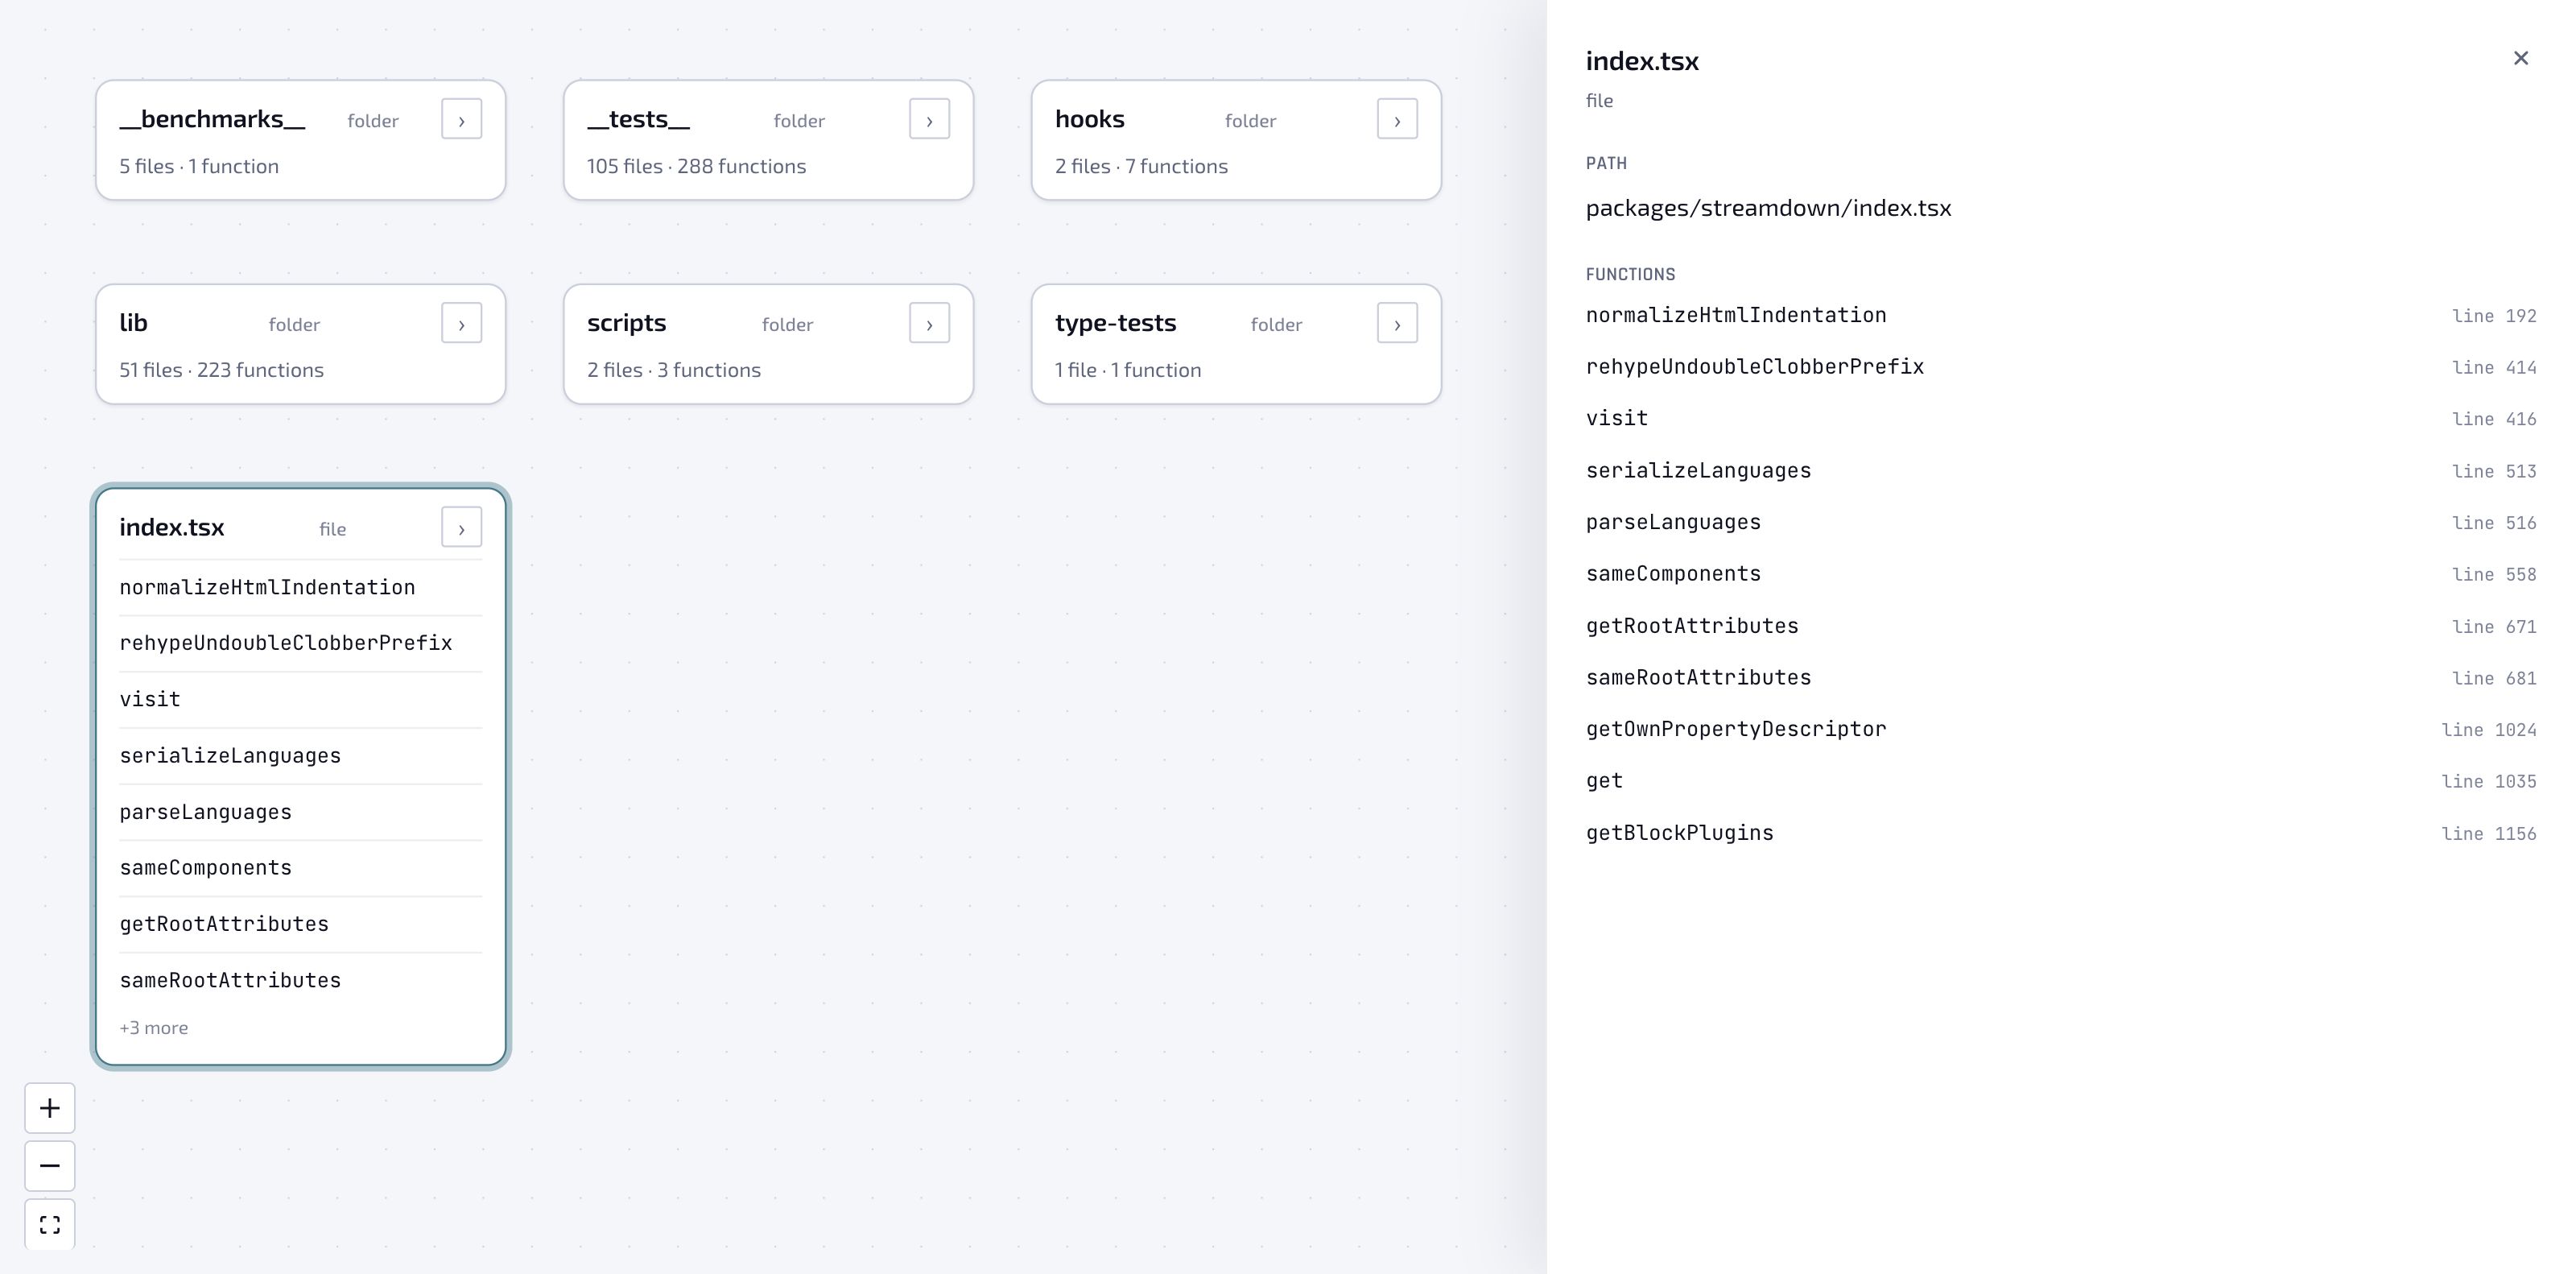 __benchmarks__ folder ›
5 files · 1 function
__tests__ folder ›
105 files · 288 functions
hooks folder ›
2 files · 7 functions
lib folder ›
51 files · 223 functions
scripts folder ›
2 files · 3 functions
type-tests folder ›
1 file · 1 function
index.tsx file ›
normalizeHtmlIndentation
rehypeUndoubleClobberPrefix
visit
serializeLanguages
parseLanguages
sameComponents
getRootAttributes
sameRootAttributes
+3 more
index.tsx
file
PATH
packages/streamdown/index.tsx
FUNCTIONS
normalizeHtmlIndentation line 192
rehypeUndoubleClobberPrefix line 414
visit line 416
serializeLanguages line 513
parseLanguages line 516
sameComponents line 558
getRootAttributes line 671
sameRootAttributes line 681
getOwnPropertyDescriptor line 1024
get line 1035
getBlockPlugins line 1156